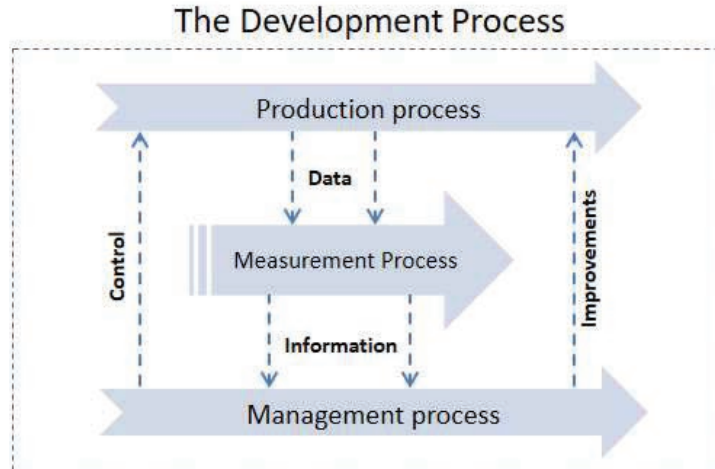 The Development Process
Production process
Data
Control
Measurement Process
Improvements
Information
Management process